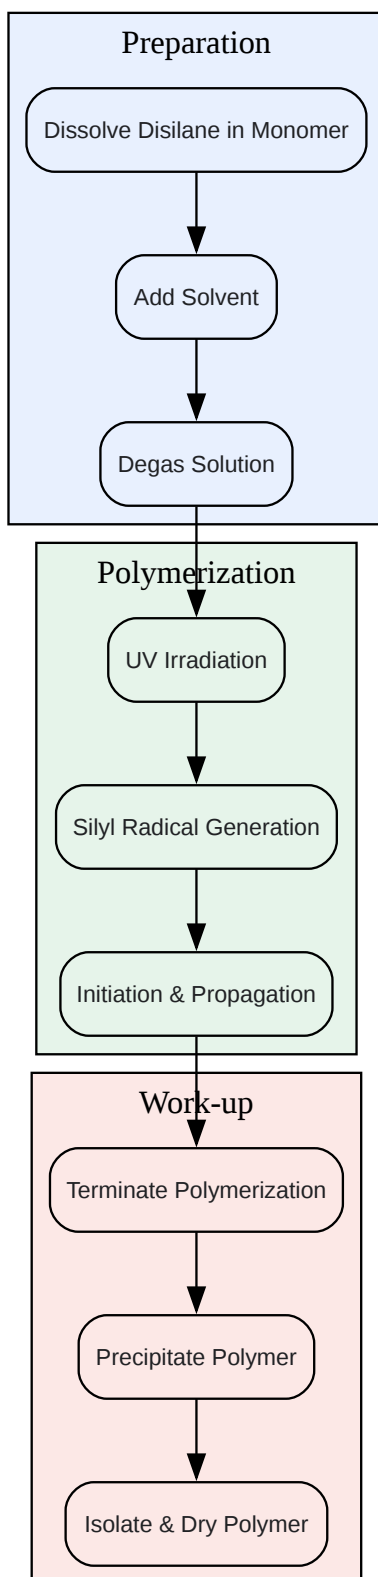 Preparation
Dissolve Disilane in Monomer
Add Solvent
Degas Solution
Polymerization
UV Irradiation
Silyl Radical Generation
Initiation & Propagation
Work-up
Terminate Polymerization
Precipitate Polymer
Isolate & Dry Polymer